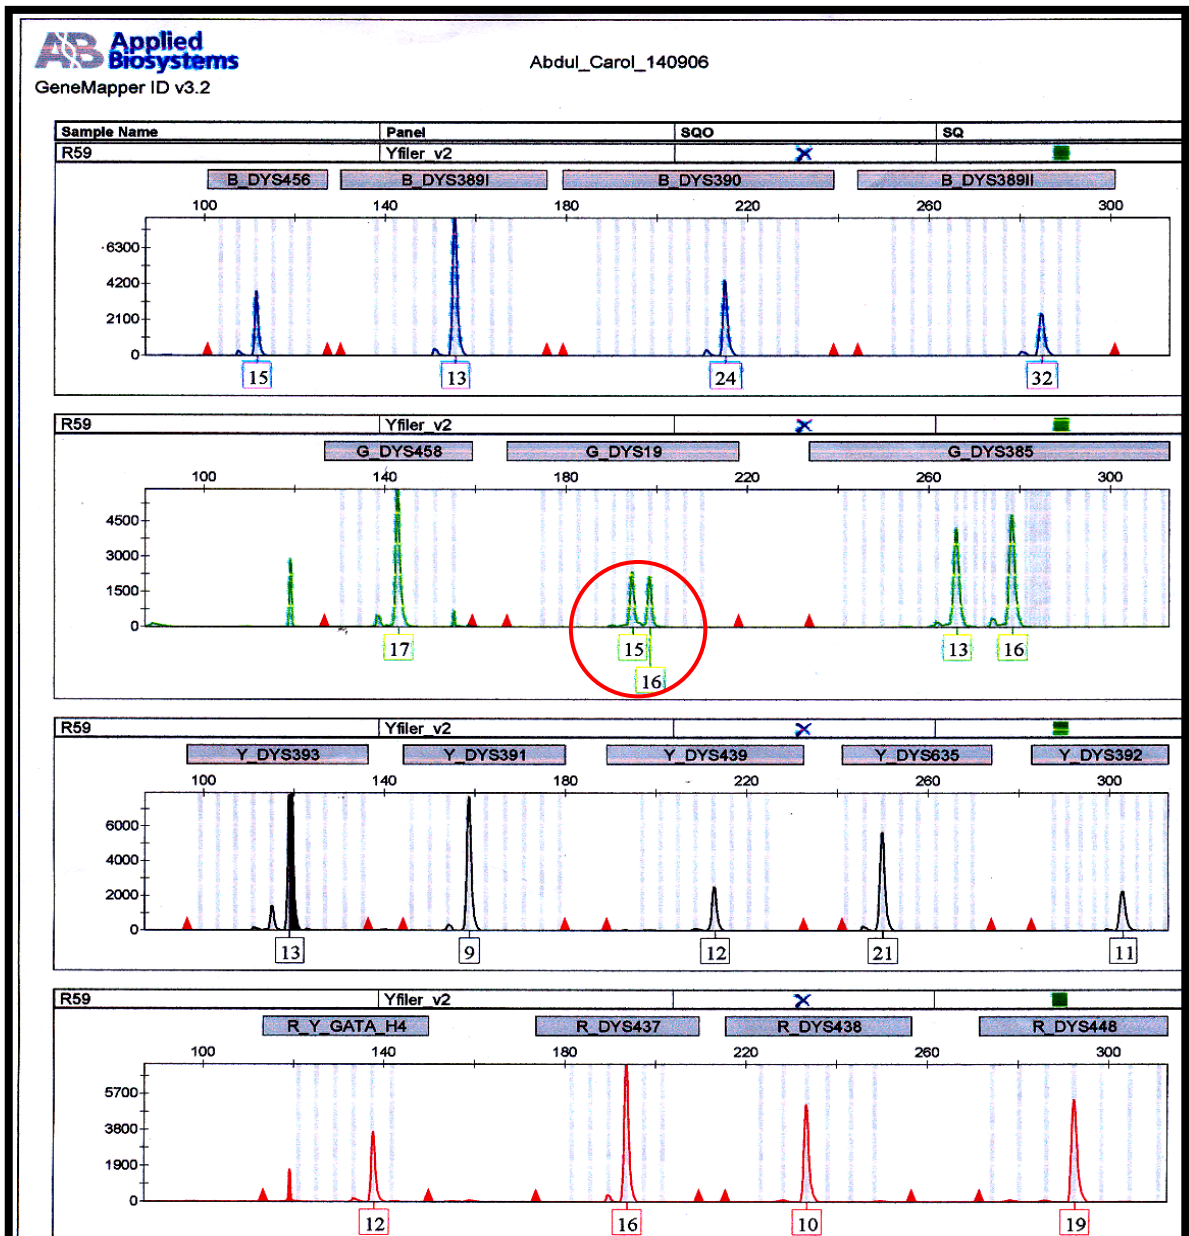 Applied
Biosystems
Abdul_Carol_140906
GeneMapper ID v3.2
Sample Name Panel SQO SQ
R59 Yfiler_v2
B_DYS456 B_DYS389I B_DYS390 B_DYS389II
100 140 180 220 260 300
6300
4200
2100
0
15 13 24 32
R59 Yfiler_v2
G_DYS458 G_DYS19 G_DYS385
100 140 180 220 260 300
4500
3000
1500
0
17 15 13 16
16
R59 Yfiler_v2
Y_DYS393 Y_DYS391 Y_DYS439 Y_DYS635 Y_DYS392
100 140 180 220 260 300
6000
4000
2000
0
13 9 12 21 11
R59 Yfiler_v2
R_Y_GATA_H4 R_DYS437 R_DYS438 R_DYS448
100 140 180 220 260 300
5700
3800
1900
0
12 16 10 19